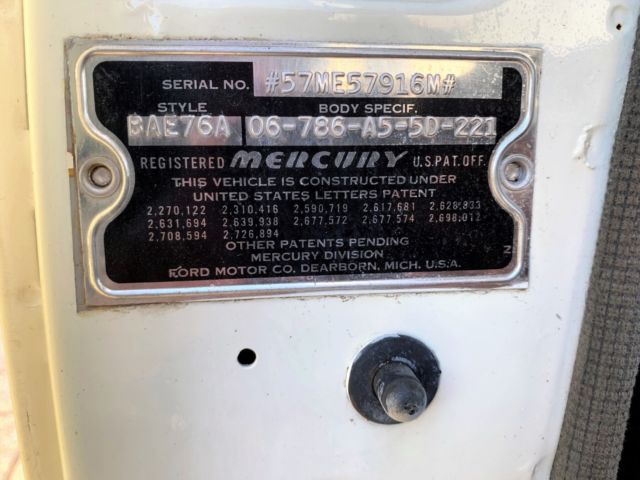 SERIAL NO. #57ME57916M#
STYLE BODY SPECIF.
BAE76A 06-786-A5-5D-221
REGISTERED MERCURY U.S.PAT.OFF.
THIS VEHICLE IS CONSTRUCTED UNDER
UNITED STATES LETTERS PATENT
2,270,122 2,310,416 2,590,719 2,617,681 2,628,833
2,631,694 2,639,938 2,677,572 2,677,574 2,698,012
2,708,594 2,726,894
OTHER PATENTS PENDING
MERCURY DIVISION
FORD MOTOR CO. DEARBORN, MICH. U.S.A.